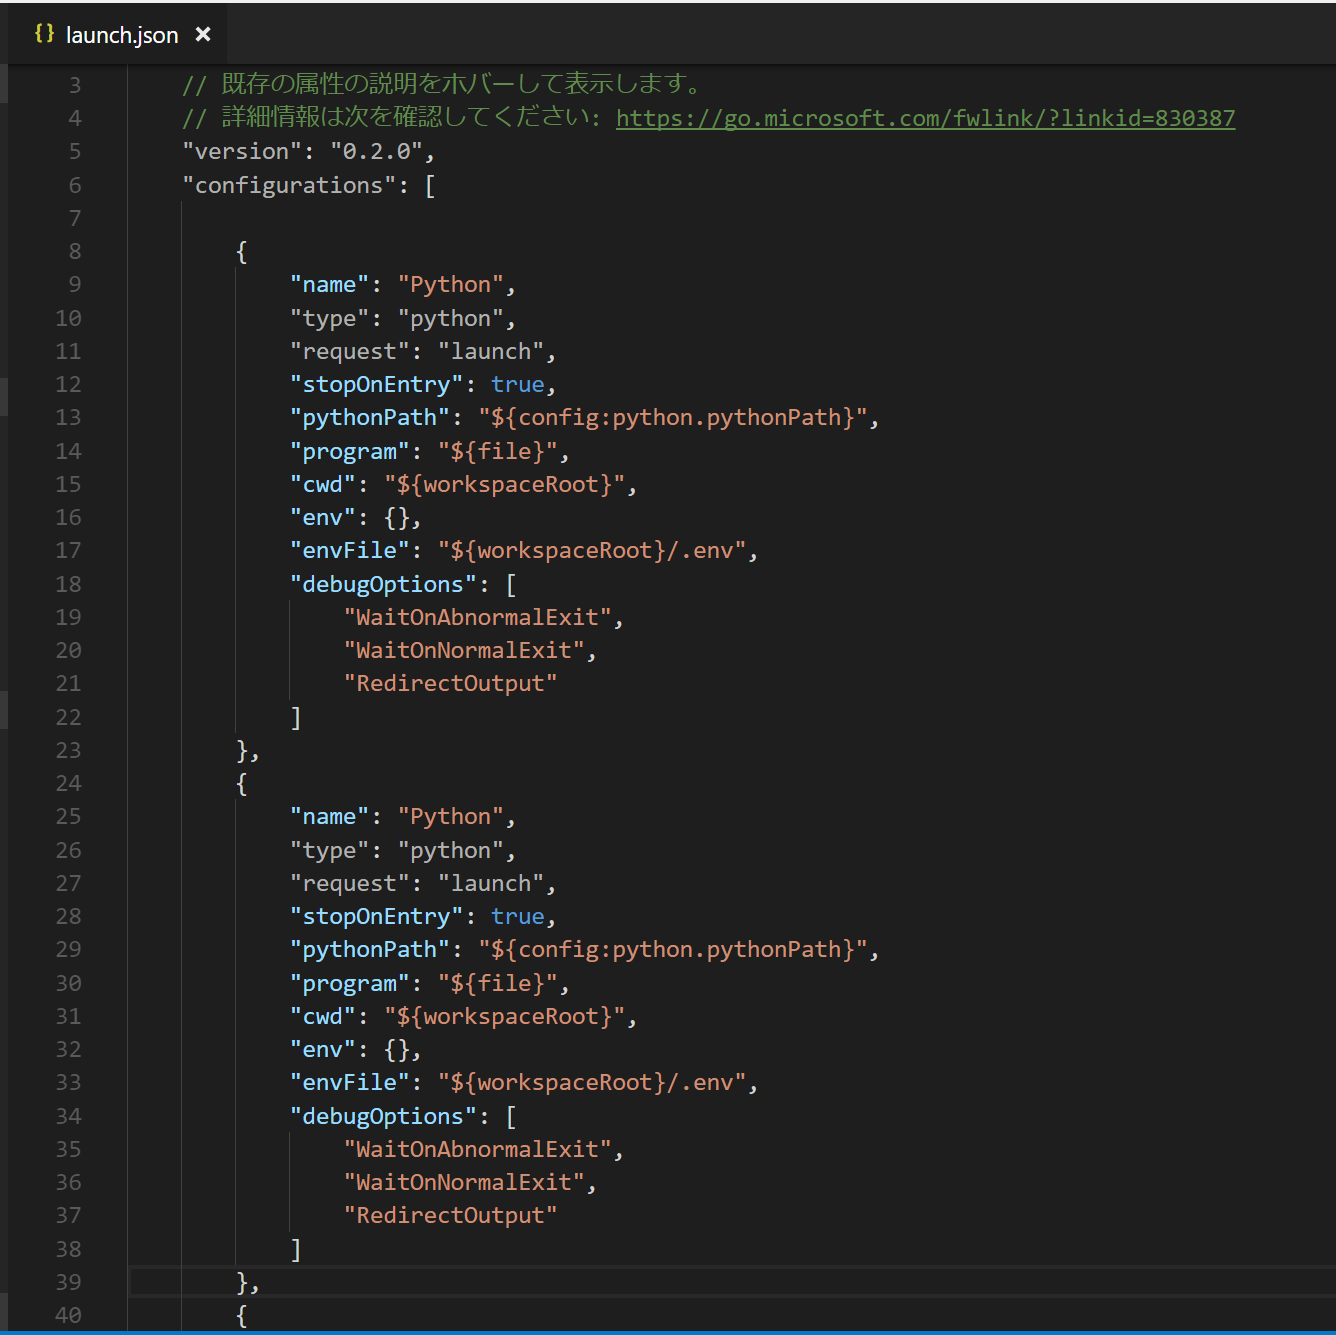 {} launch.json ×
3 // 既存の属性の説明をホバーして表示します。
4 // 詳細情報は次を確認してください: https://go.microsoft.com/fwlink/?linkid=830387
5 "version": "0.2.0",
6 "configurations": [
7
8 {
9 "name": "Python",
10 "type": "python",
11 "request": "launch",
12 "stopOnEntry": true,
13 "pythonPath": "${config:python.pythonPath}",
14 "program": "${file}",
15 "cwd": "${workspaceRoot}",
16 "env": {},
17 "envFile": "${workspaceRoot}/.env",
18 "debugOptions": [
19 "WaitOnAbnormalExit",
20 "WaitOnNormalExit",
21 "RedirectOutput"
22 ]
23 },
24 {
25 "name": "Python",
26 "type": "python",
27 "request": "launch",
28 "stopOnEntry": true,
29 "pythonPath": "${config:python.pythonPath}",
30 "program": "${file}",
31 "cwd": "${workspaceRoot}",
32 "env": {},
33 "envFile": "${workspaceRoot}/.env",
34 "debugOptions": [
35 "WaitOnAbnormalExit",
36 "WaitOnNormalExit",
37 "RedirectOutput"
38 ]
39 },
40 {